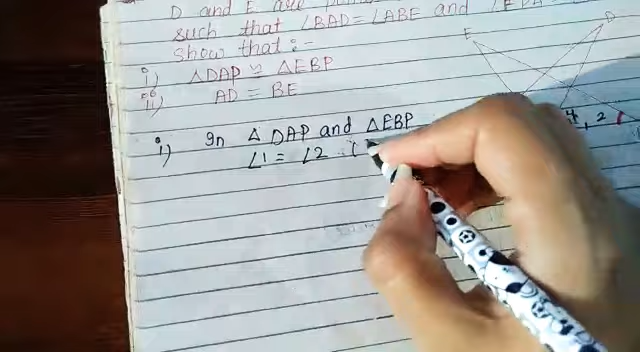 D and E are
such that ∠BAD = ∠ABE and
show that :-
i) △DAP ≅ △EBP
ii) AD = BE
E D
i) In △ DAP and △EBP
∠1 = ∠2 (